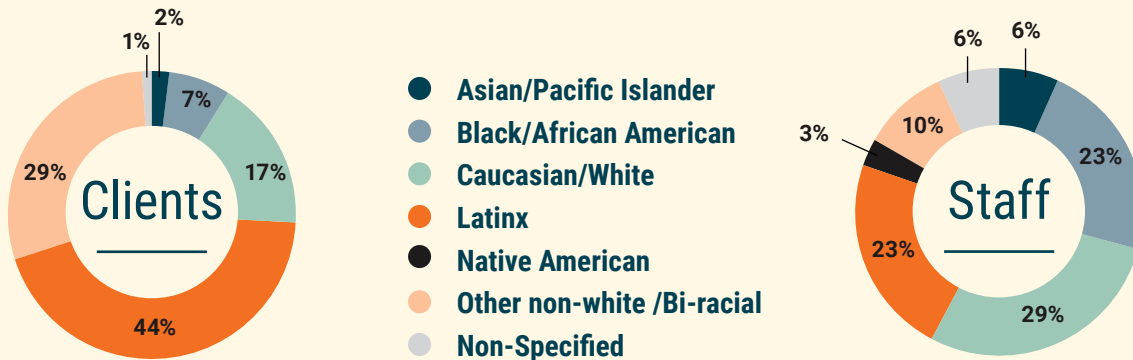 2%
1%
7%
17%
29%
44%
Clients
Asian/Pacific Islander
Black/African American
Caucasian/White
Latinx
Native American
Other non-white /Bi-racial
Non-Specified
6%
6%
3%
10%
23%
23%
29%
Staff